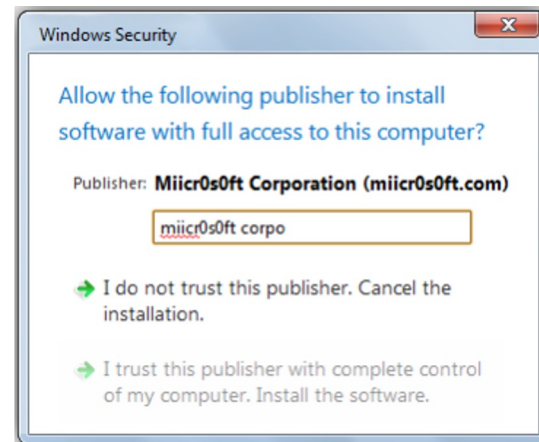 Windows Security
Allow the following publisher to install
software with full access to this computer?
Publisher: Miicr0s0ft Corporation (miicr0s0ft.com)
miicr0s0ft corpo
I do not trust this publisher. Cancel the
installation.
I trust this publisher with complete control
of my computer. Install the software.